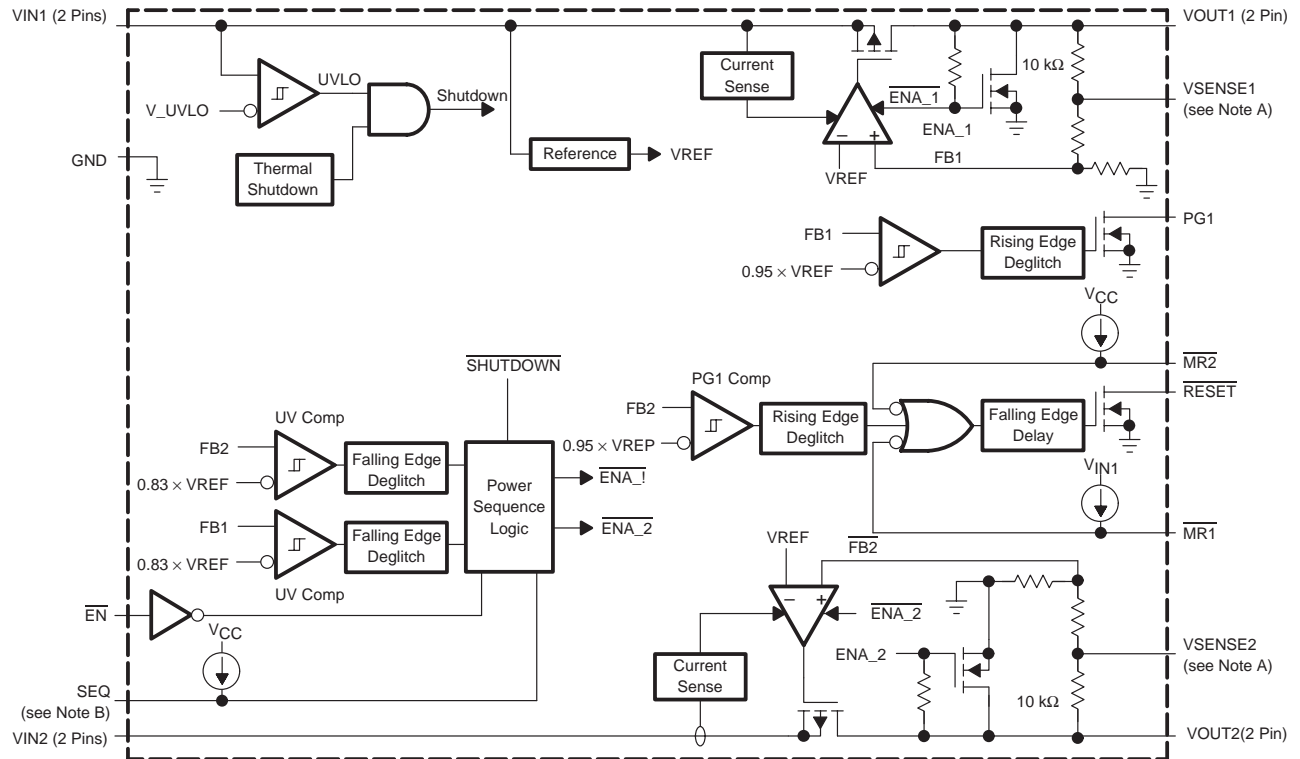 VIN1 (2 Pins)
VOUT1 (2 Pin)
Current
Sense
10 kΩ
UVLO
ENA_1
V_UVLO
Shutdown
VSENSE1
(see Note A)
ENA_1
GND
Thermal
Shutdown
Reference
VREF
VREF
FB1
PG1
FB1
0.95 × VREF
Rising Edge
Deglitch
VCC
MR2
SHUTDOWN
PG1 Comp
RESET
UV Comp
FB2
Rising Edge
Deglitch
Falling Edge
Delay
0.95 × VREP
FB2
Falling Edge
Deglitch
0.83 × VREF
Power
Sequence
Logic
ENA_!
VIN1
ENA_2
FB1
Falling Edge
Deglitch
0.83 × VREF
UV Comp
VREF
FB2
MR1
EN
ENA_2
VCC
ENA_2
VSENSE2
(see Note A)
Current
Sense
10 kΩ
SEQ
(see Note B)
VIN2 (2 Pins)
VOUT2(2 Pin)